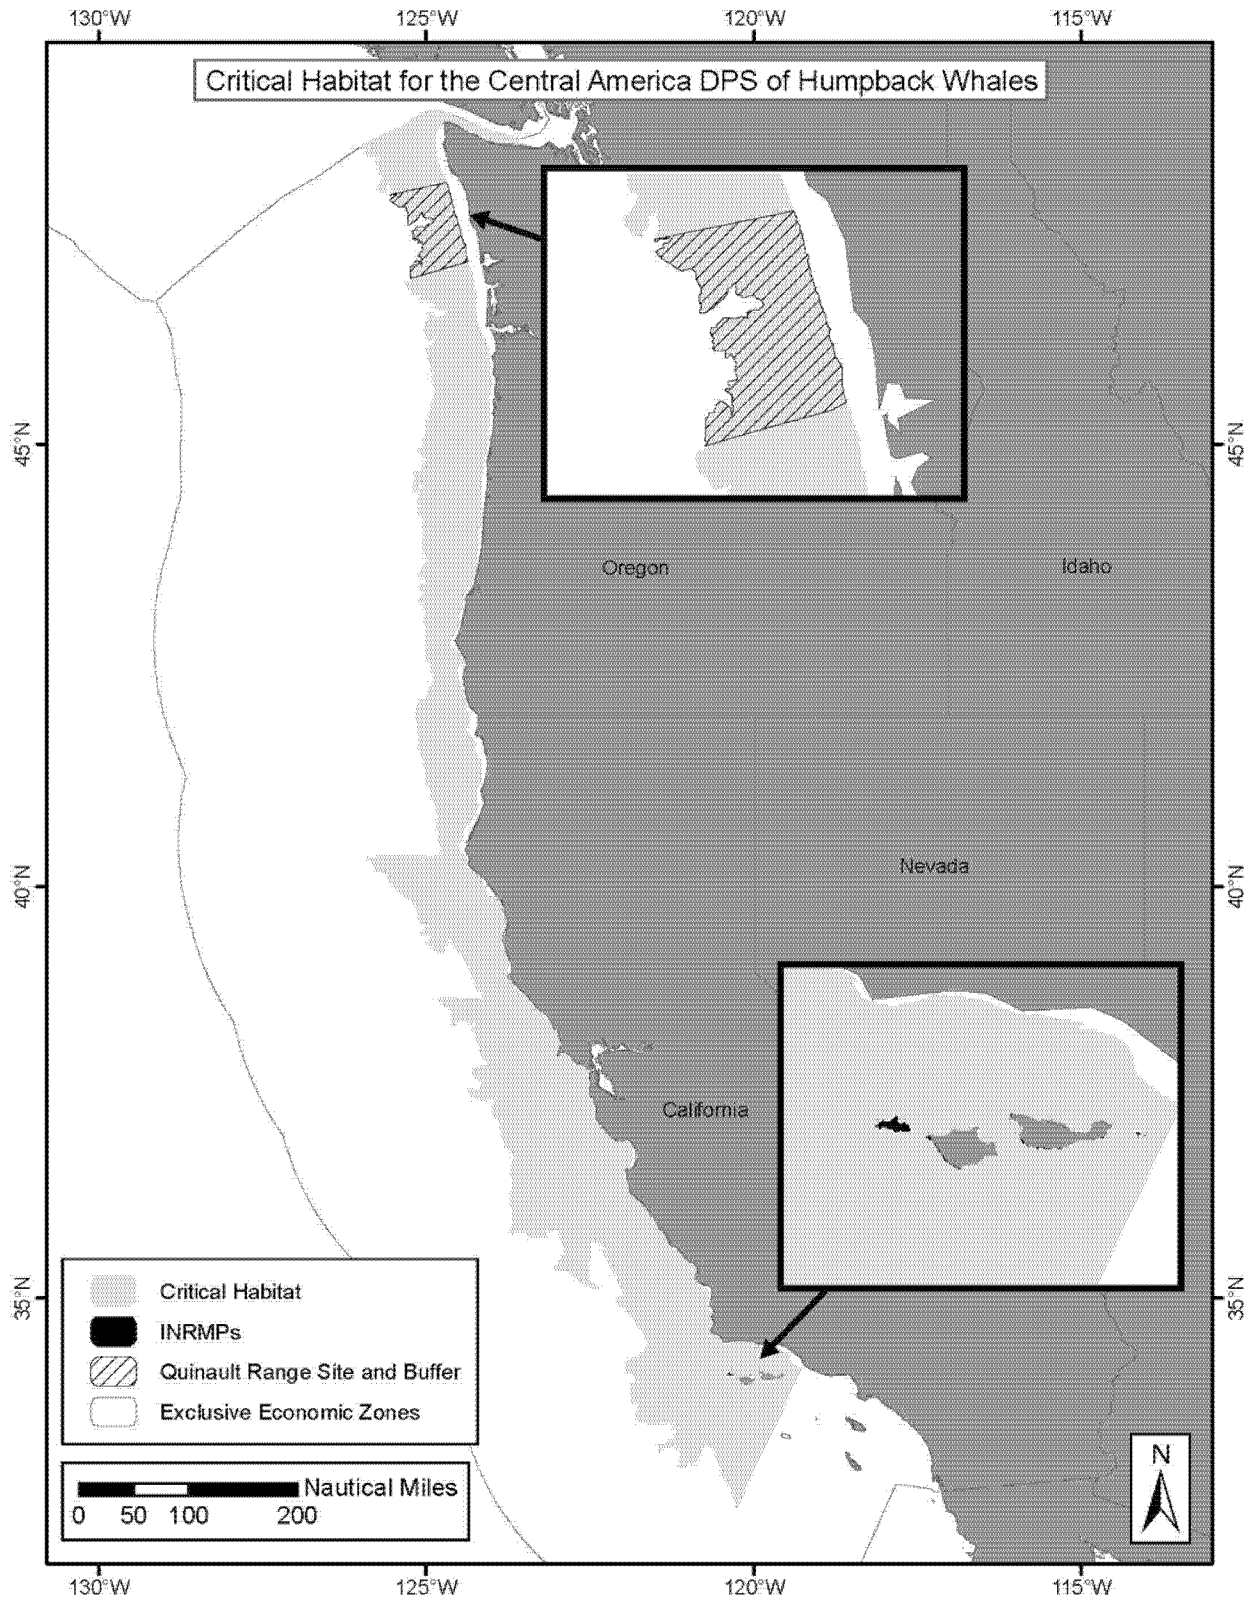 130°W 125°W 120°W 115°W
Critical Habitat for the Central America DPS of Humpback Whales
45°N 45°N
Oregon Idaho
Nevada
40°N 40°N
California
35°N 35°N
Critical Habitat
INRMPs
Quinault Range Site and Buffer
Exclusive Economic Zones
N
Nautical Miles
0 50 100 200
130°W 125°W 120°W 115°W